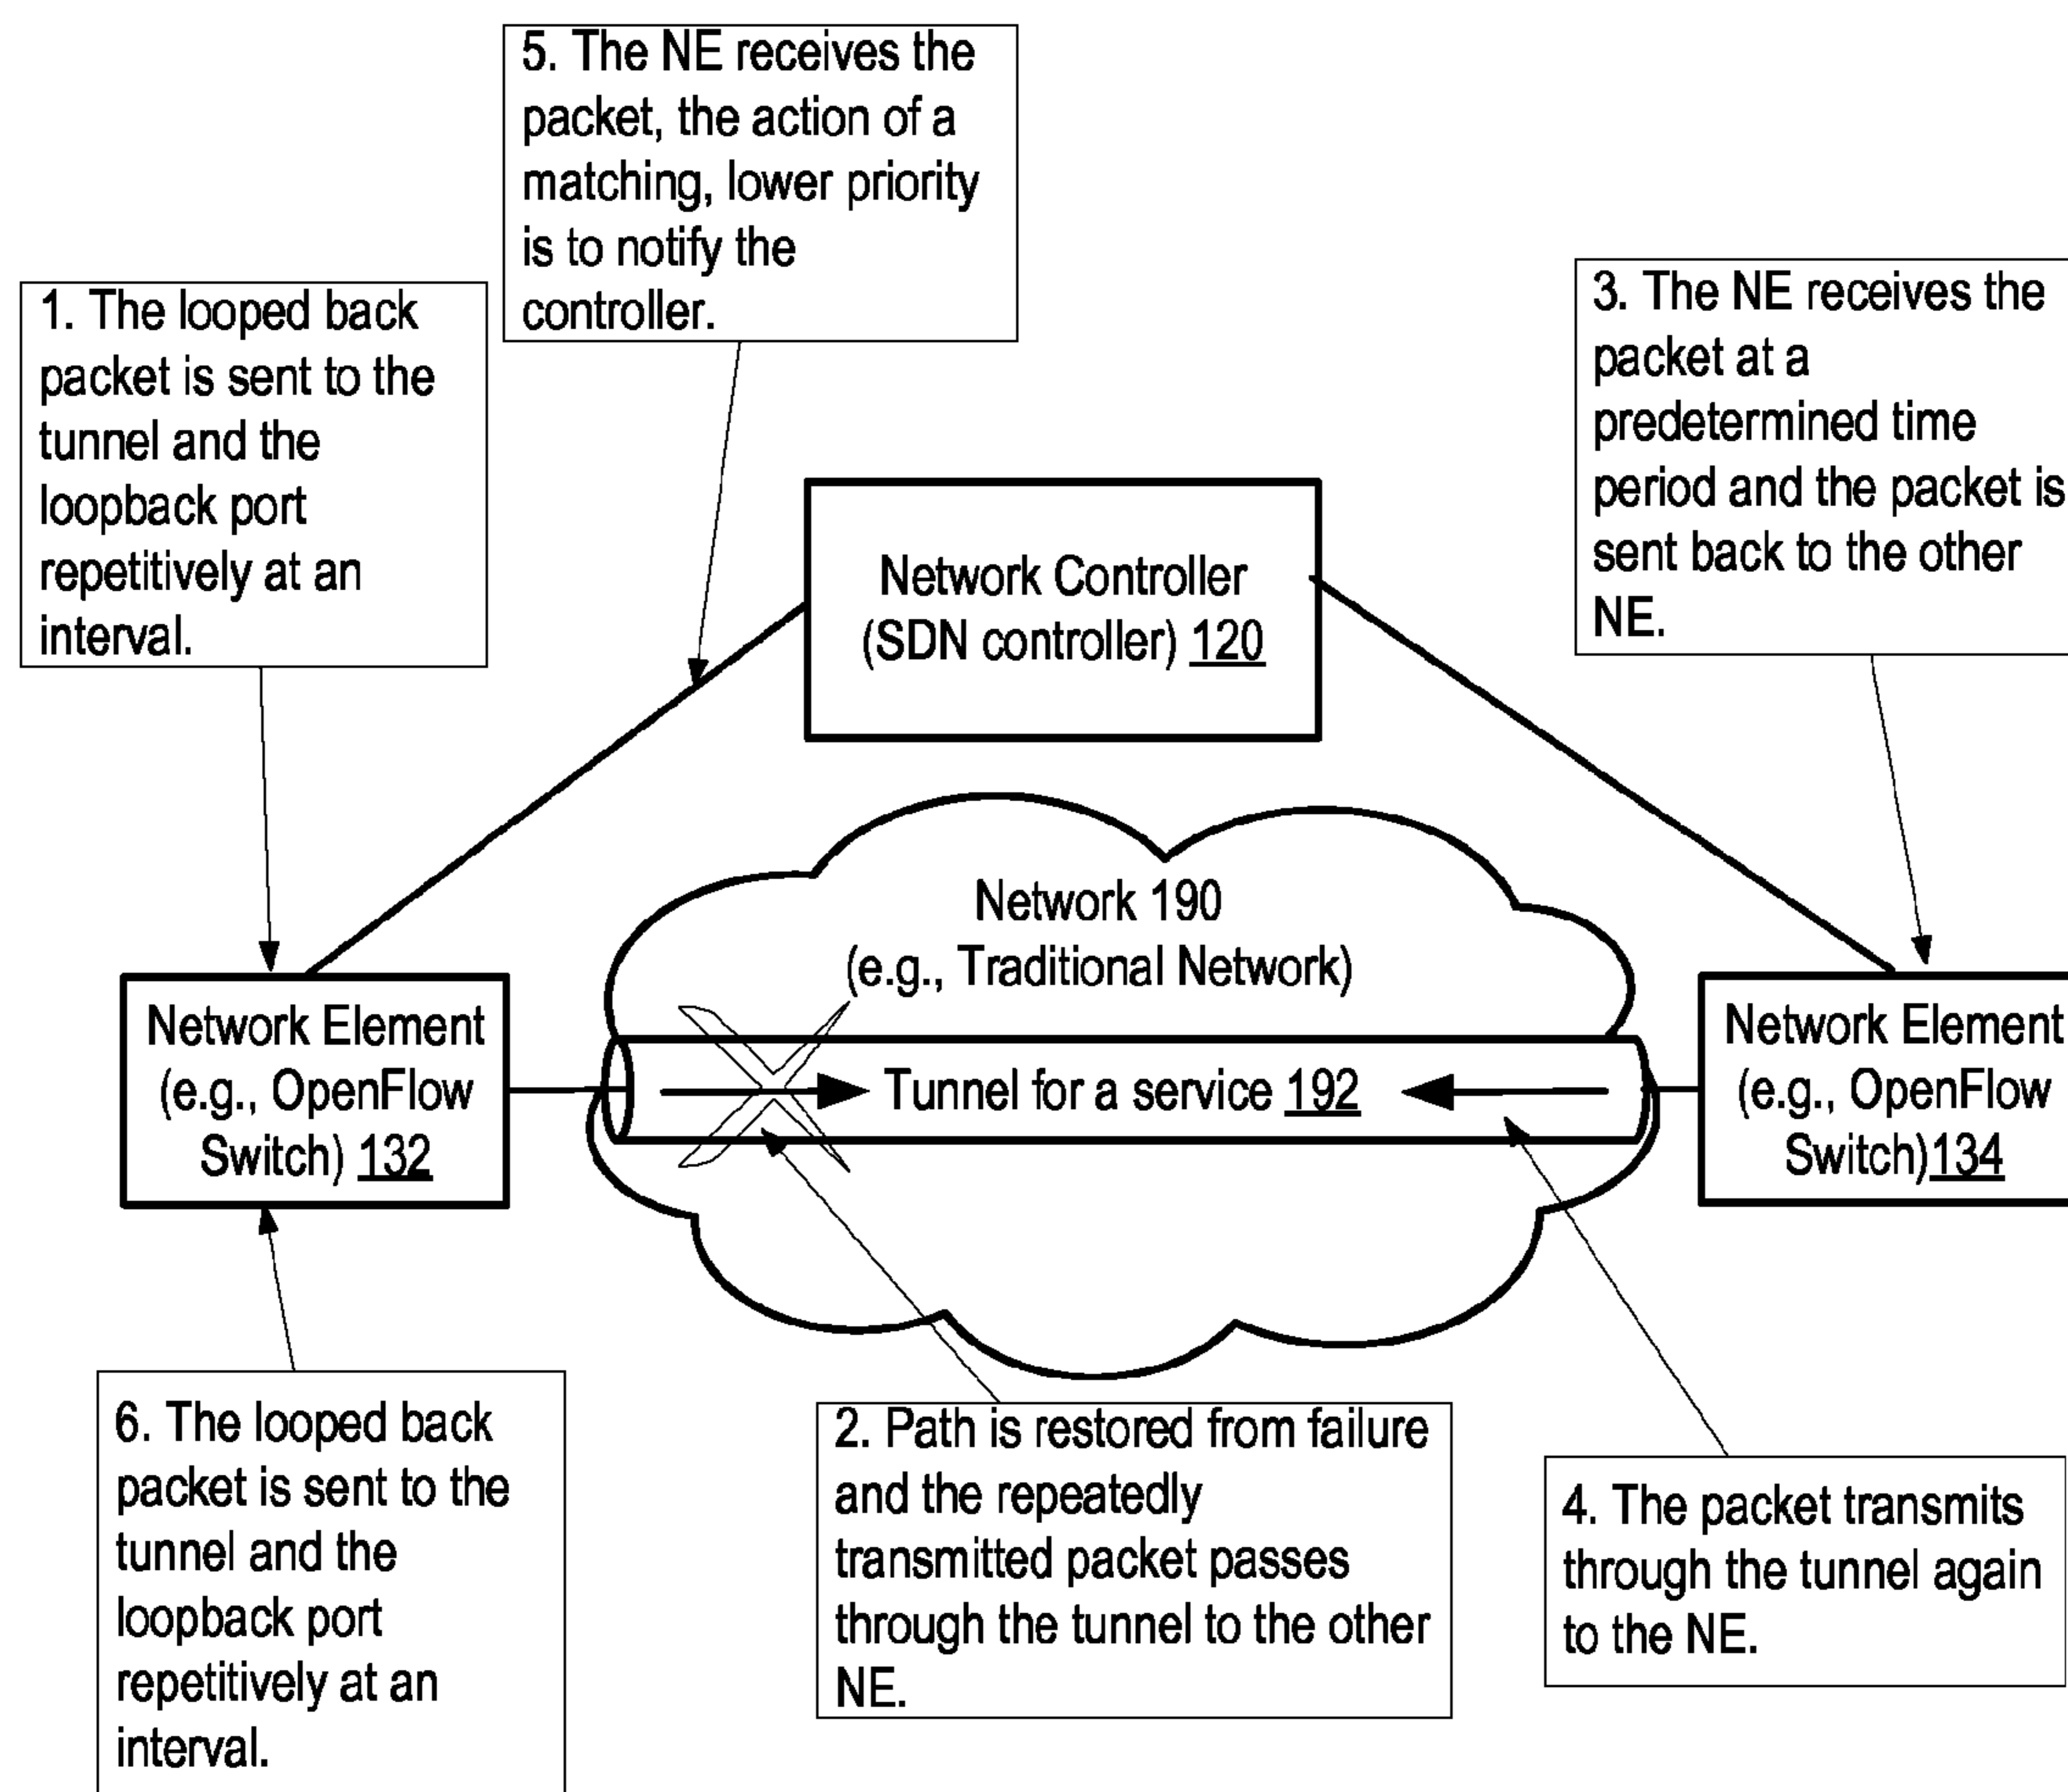 5. The NE receives the
packet, the action of a
matching, lower priority
is to notify the
controller.
1. The looped back
packet is sent to the
tunnel and the
loopback port
repetitively at an
interval.
3. The NE receives the
packet at a
predetermined time
period and the packet is
sent back to the other
NE.
Network Controller
(SDN controller) 120
Network 190
(e.g., Traditional Network)
Network Element
(e.g., OpenFlow
Switch) 132
Tunnel for a service 192
Network Element
(e.g., OpenFlow
Switch)134
6. The looped back
packet is sent to the
tunnel and the
loopback port
repetitively at an
interval.
2. Path is restored from failure
and the repeatedly
transmitted packet passes
through the tunnel to the other
NE.
4. The packet transmits
through the tunnel again
to the NE.